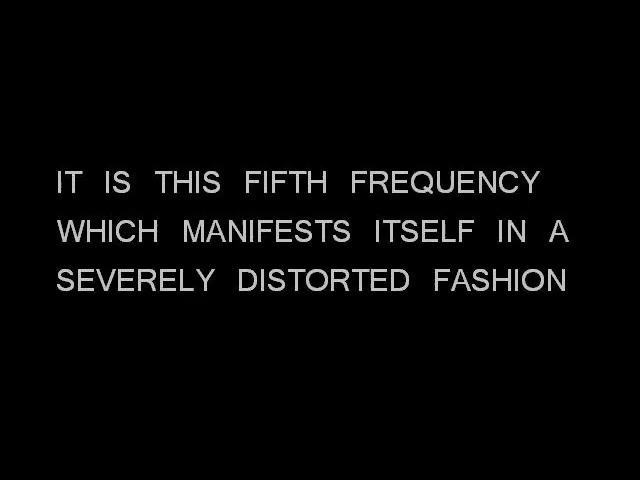 IT IS THIS FIFTH FREQUENCY
WHICH MANIFESTS ITSELF IN A
SEVERELY DISTORTED FASHION